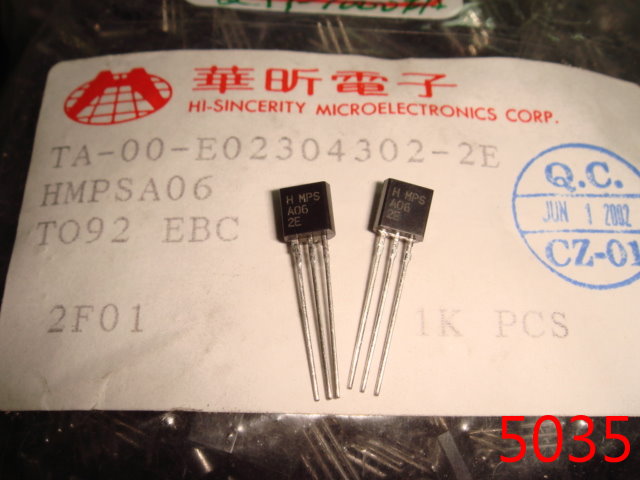 華昕電子
HI-SINCERITY MICROELECTRONICS CORP.
TA-00-E02304302-2E
HMPSA06
TO92 EBC
2F01
1K PCS
Q.C.
JUN 1 2002
CZ-01
H MPS
A06
2E
H MPS
A06
2E
5035